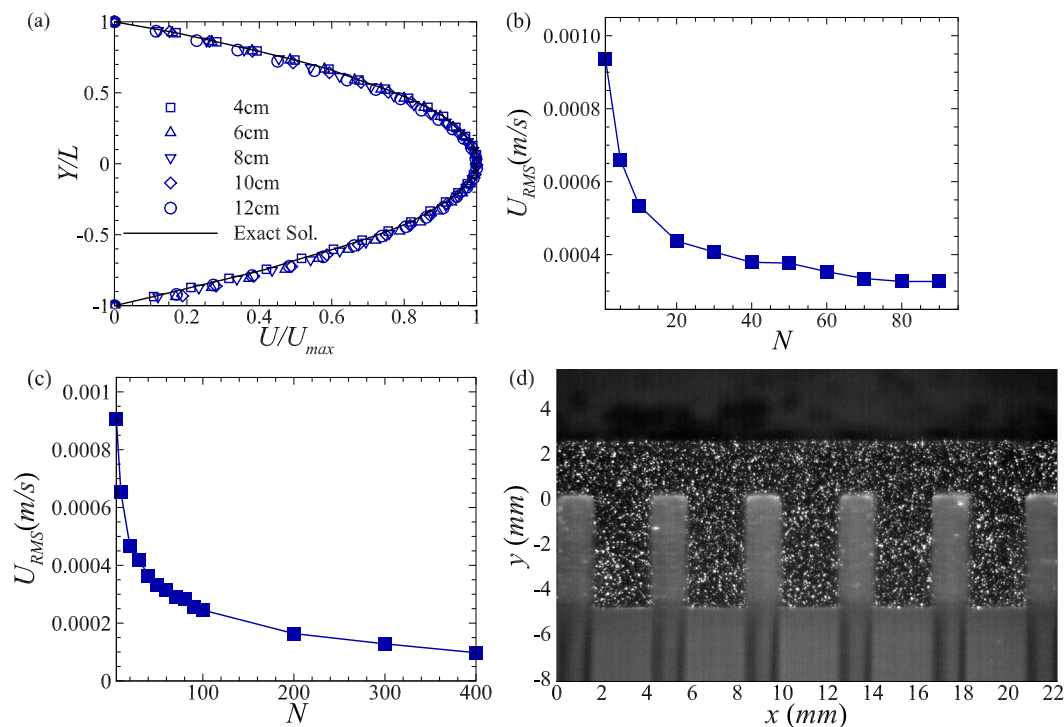 (a)
1
0.5
0
-0.5
-1
Y/L
4cm
6cm
8cm
10cm
12cm
Exact Sol.
0 0.2 0.4 0.6 0.8 1
U/U_max
(b)
0.0010
0.0008
0.0006
0.0004
U_RMS(m/s)
20 40 60 80
N
(c)
0.001
0.0008
0.0006
0.0004
0.0002
0
U_RMS(m/s)
100 200 300 400
N
(d)
4
2
0
-2
-4
-6
-8
y (mm)
0 2 4 6 8 10 12 14 16 18 20 22
x (mm)